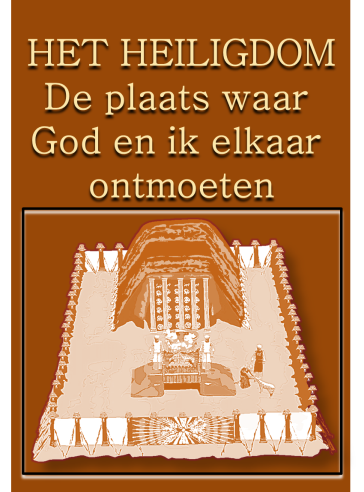 HET HEILIGDOM
De plaats waar
God en ik elkaar
ontmoeten